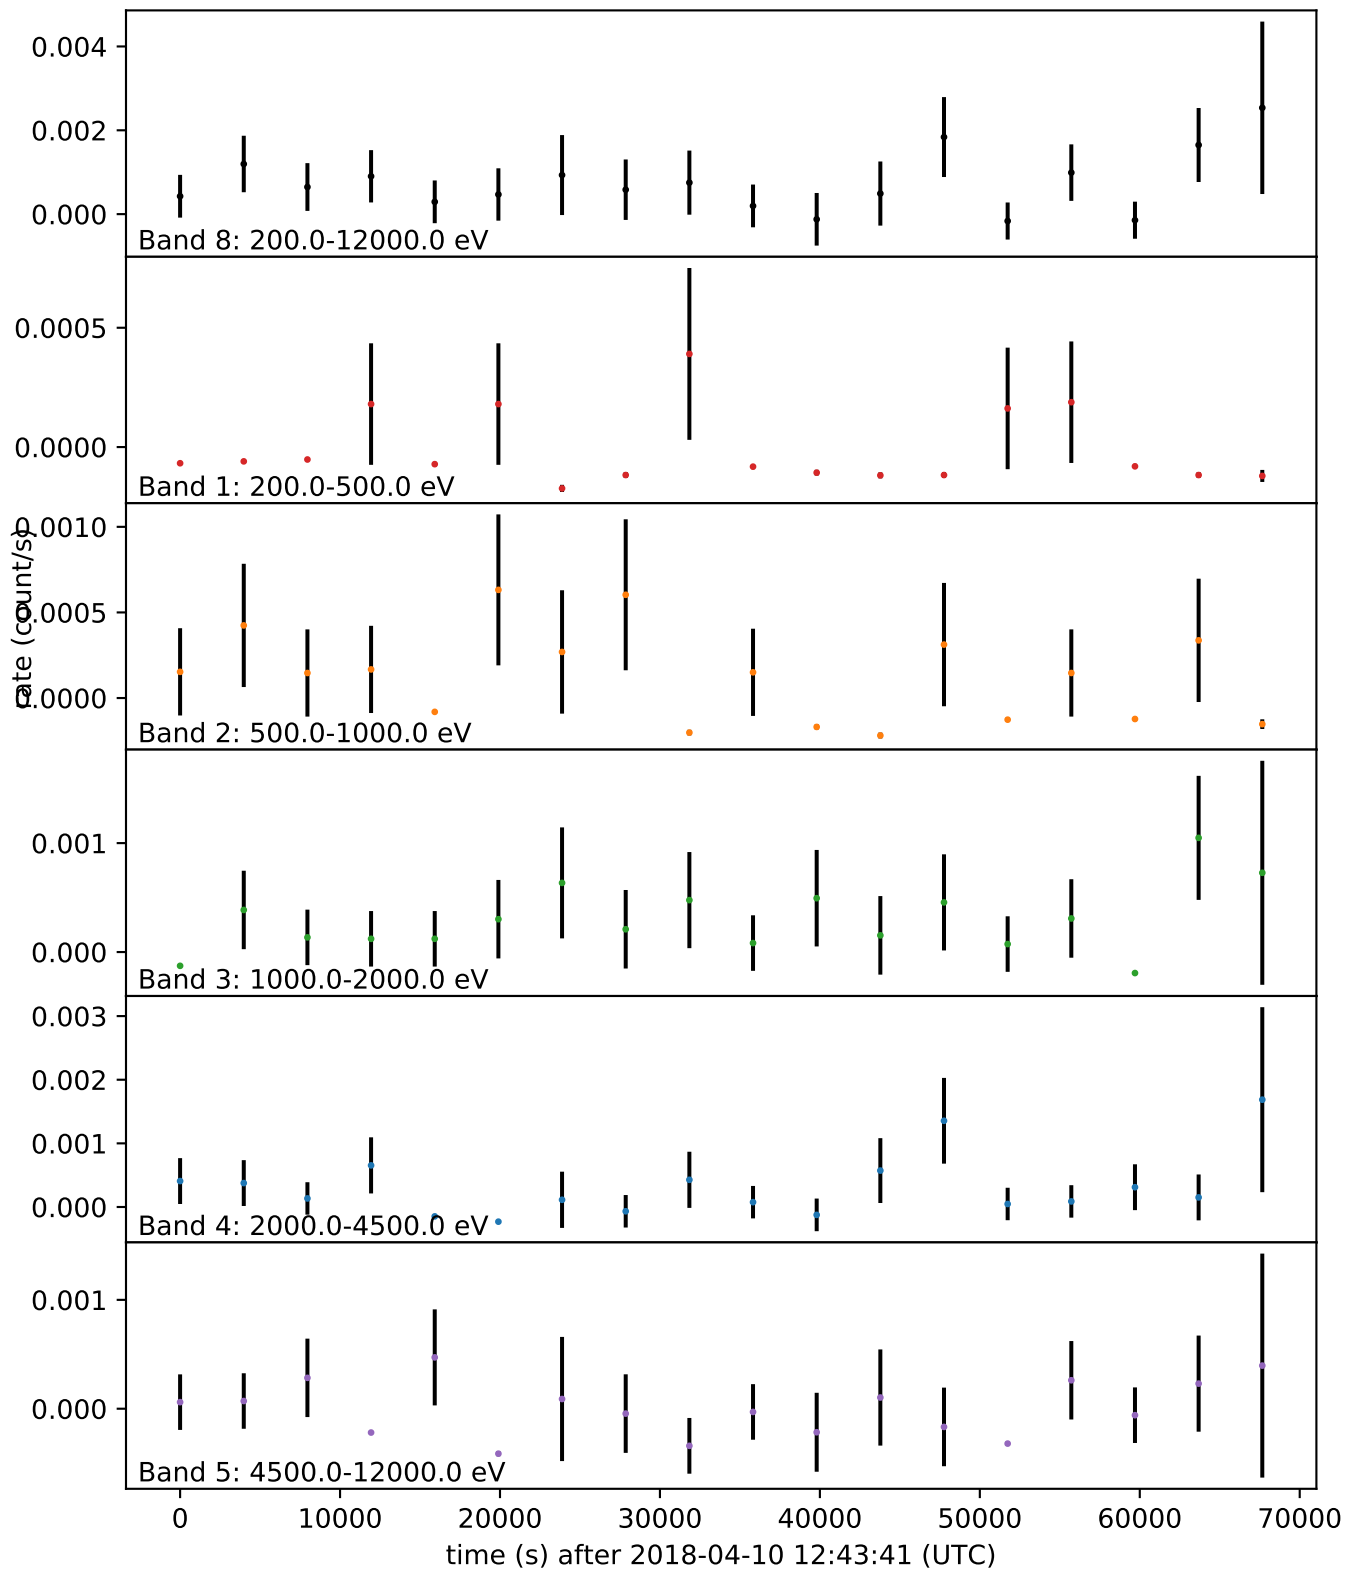 0.004
0.002
0.000
Band 8: 200.0-12000.0 eV
0.0005
0.0000
Band 1: 200.0-500.0 eV
rate (count/s)
0.0010
0.0005
0.0000
Band 2: 500.0-1000.0 eV
0.001
0.000
Band 3: 1000.0-2000.0 eV
0.003
0.002
0.001
0.000
Band 4: 2000.0-4500.0 eV
0.001
0.000
Band 5: 4500.0-12000.0 eV
0 10000 20000 30000 40000 50000 60000 70000
time (s) after 2018-04-10 12:43:41 (UTC)